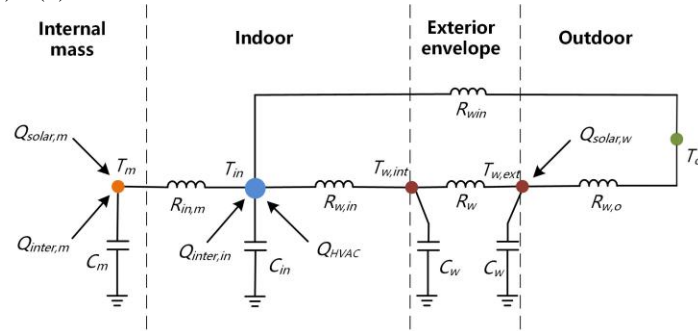 Internal
mass
Indoor
Exterior
envelope
Outdoor
Rwin
Qsolar,m
Qsolar,w
Tm
Tin
Tw,int
Tw,ext
Rin,m
Rw,in
Rw
Rw,o
Qinter,m
Qinter,in
QHVAC
Cm
Cin
Cw
Cw